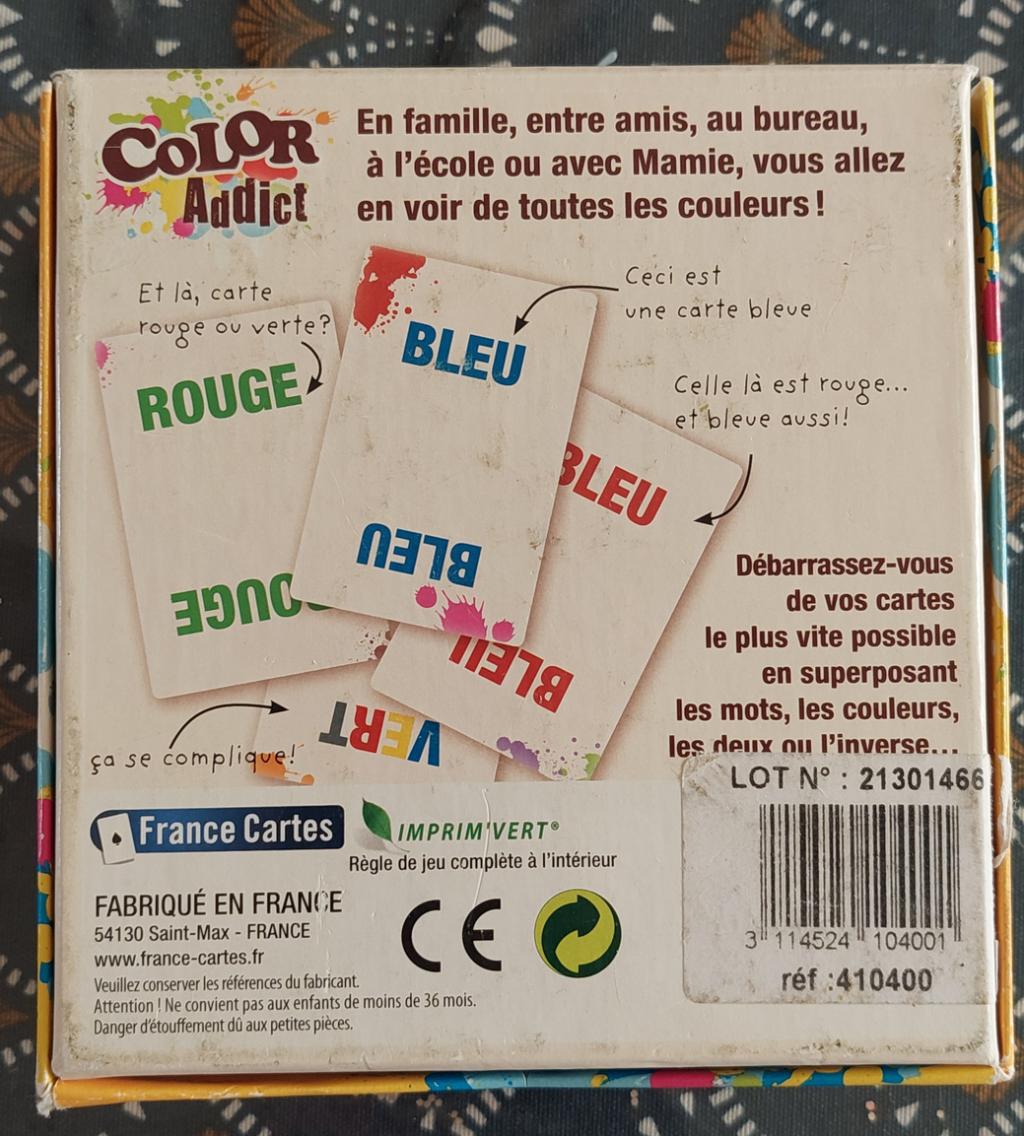 COLOR
Addict
En famille, entre amis, au bureau,
à l'école ou avec Mamie, vous allez
en voir de toutes les couleurs !
Et là, carte
rouge ou verte?
Ceci est
une carte bleue
Celle là est rouge...
et bleue aussi!
ROUGE
BLEU
BLEU
BLEU
BLEU
VERT
ça se complique!
Débarrassez-vous
de vos cartes
le plus vite possible
en superposant
les mots, les couleurs,
les deux ou l'inverse...
LOT N° : 21301466
3 114524 104001
réf :410400
France Cartes
IMPRIM'VERT®
Règle de jeu complète à l'intérieur
FABRIQUÉ EN FRANCE
54130 Saint-Max - FRANCE
www.france-cartes.fr
CE
Veuillez conserver les références du fabricant.
Attention ! Ne convient pas aux enfants de moins de 36 mois.
Danger d'étouffement dû aux petites pièces.